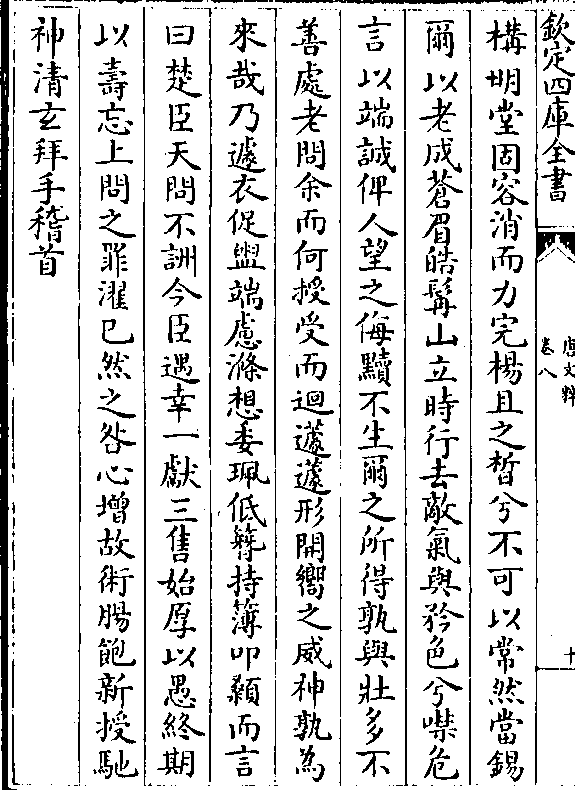 欽定四庫全書
唐文粹
卷八
十
構明堂固容消而力完楊且之皙兮不可以常然當錫
爾以老成蒼眉皓髯山立時行去敵氣與矜色兮噤危
言以端誠俾人望之侮黷不生爾之所得孰與壯多不
善處老問余而何授受而迴邅邅形開嚮之威神孰為
來哉乃遽衣促盥端慮滌想委珮低簪持簿叩顙而言
曰楚臣天問不詶今臣遇幸一獻三售始厚以愚終期
以壽忘上問之罪濯已然之咎心增故術腸飽新授馳
神清玄拜手稽首